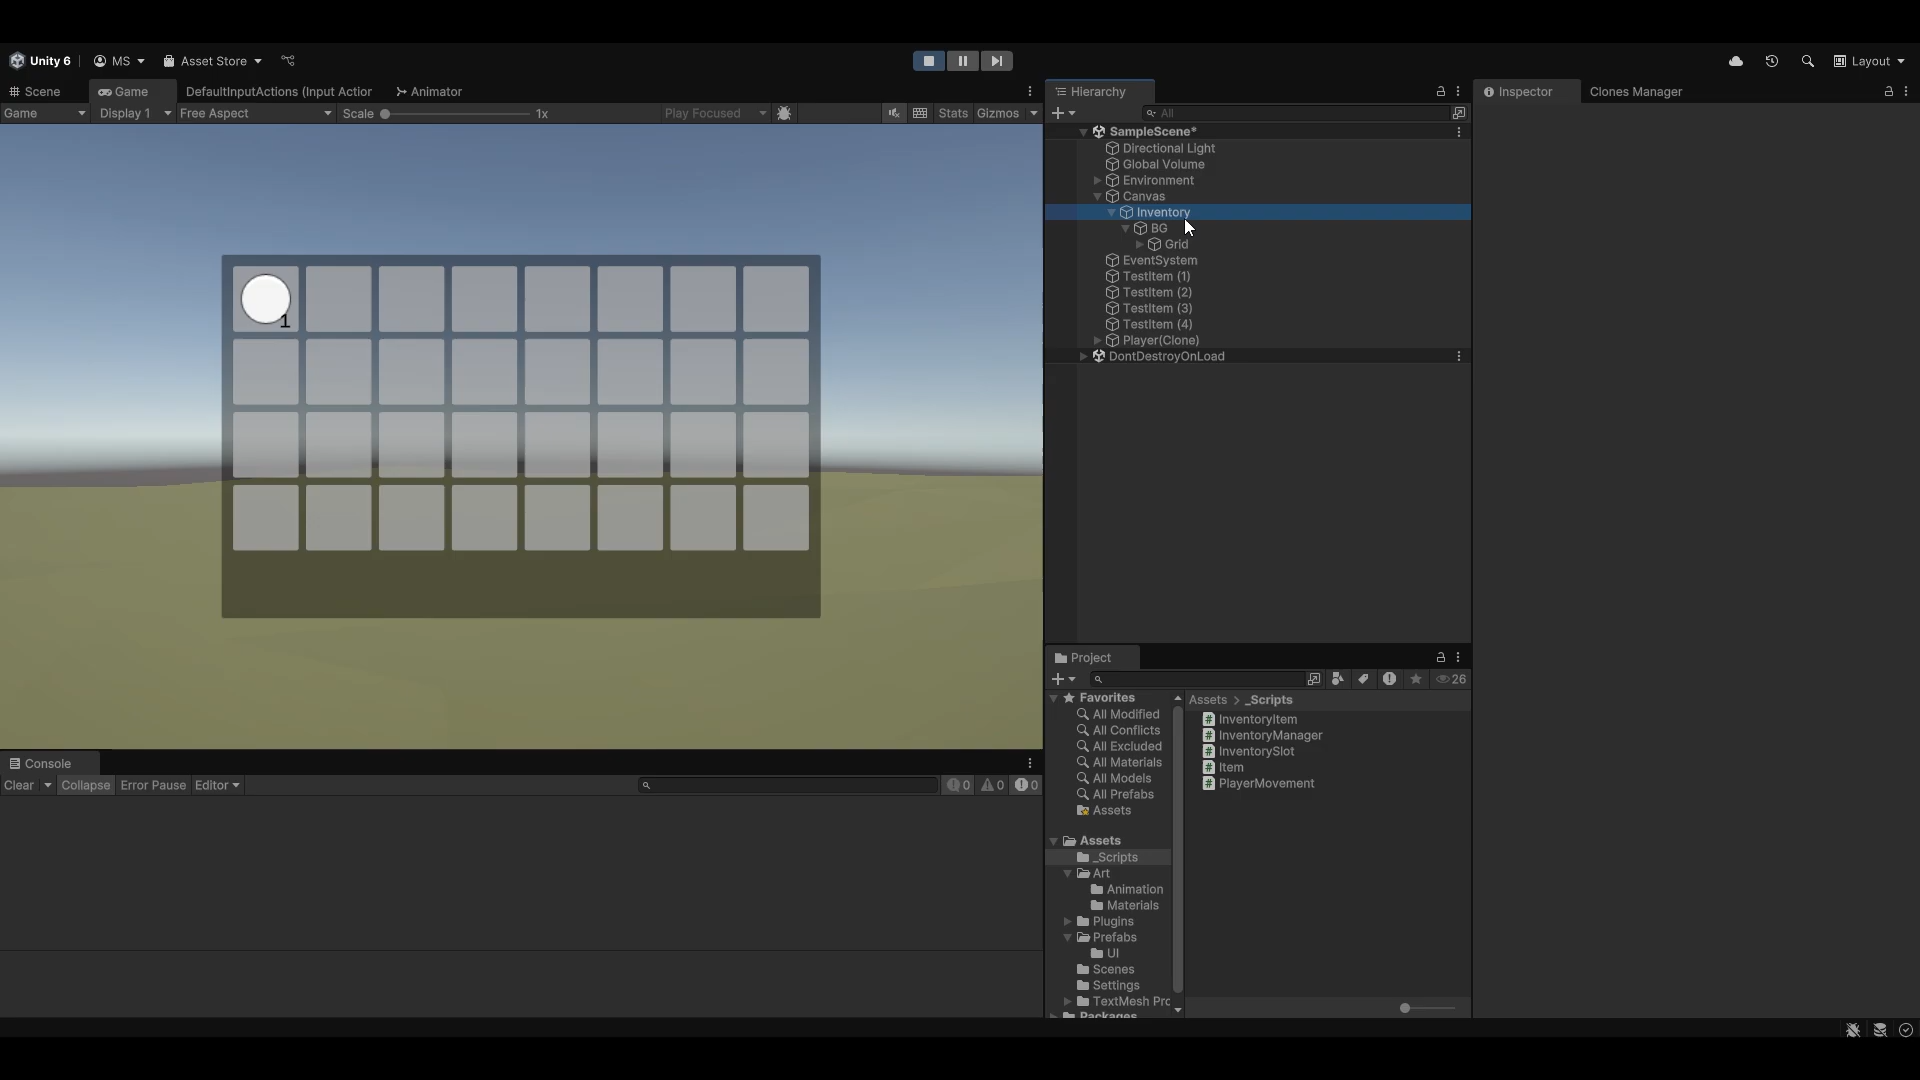 Unity 6
MS
Asset Store
Layout
Scene
Game
DefaultInputActions (Input Action
Animator
Game
Display 1
Free Aspect
Scale
1x
Play Focused
Stats
Gizmos
1
Console
Clear
Collapse
Error Pause
Editor
0
0
0
Hierarchy
All
SampleScene*
Directional Light
Global Volume
Environment
Canvas
Inventory
BG
Grid
EventSystem
TestItem (1)
TestItem (2)
TestItem (3)
TestItem (4)
Player(Clone)
DontDestroyOnLoad
Project
26
Favorites
All Modified
All Conflicts
All Excluded
All Materials
All Models
All Prefabs
Assets
Assets
_Scripts
Art
Animation
Materials
Plugins
Prefabs
UI
Scenes
Settings
TextMesh Pro
Packages
Assets > _Scripts
InventoryItem
InventoryManager
InventorySlot
Item
PlayerMovement
Inspector
Clones Manager